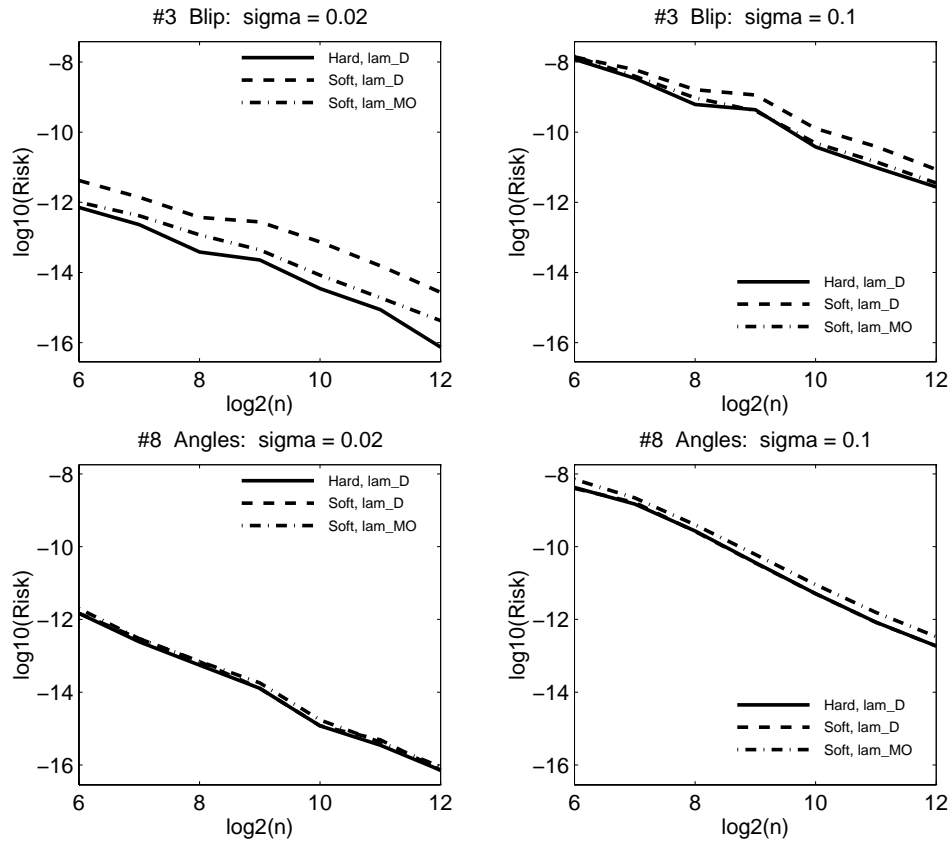 #3 Blip: sigma = 0.02
−8
−10
−12
−14
−16
log10(Risk)
Hard, lam_D
Soft, lam_D
Soft, lam_MO
6 8 10 12
log2(n)
#3 Blip: sigma = 0.1
−8
−10
−12
−14
−16
log10(Risk)
Hard, lam_D
Soft, lam_D
Soft, lam_MO
6 8 10 12
log2(n)
#8 Angles: sigma = 0.02
−8
−10
−12
−14
−16
log10(Risk)
Hard, lam_D
Soft, lam_D
Soft, lam_MO
6 8 10 12
log2(n)
#8 Angles: sigma = 0.1
−8
−10
−12
−14
−16
log10(Risk)
Hard, lam_D
Soft, lam_D
Soft, lam_MO
6 8 10 12
log2(n)